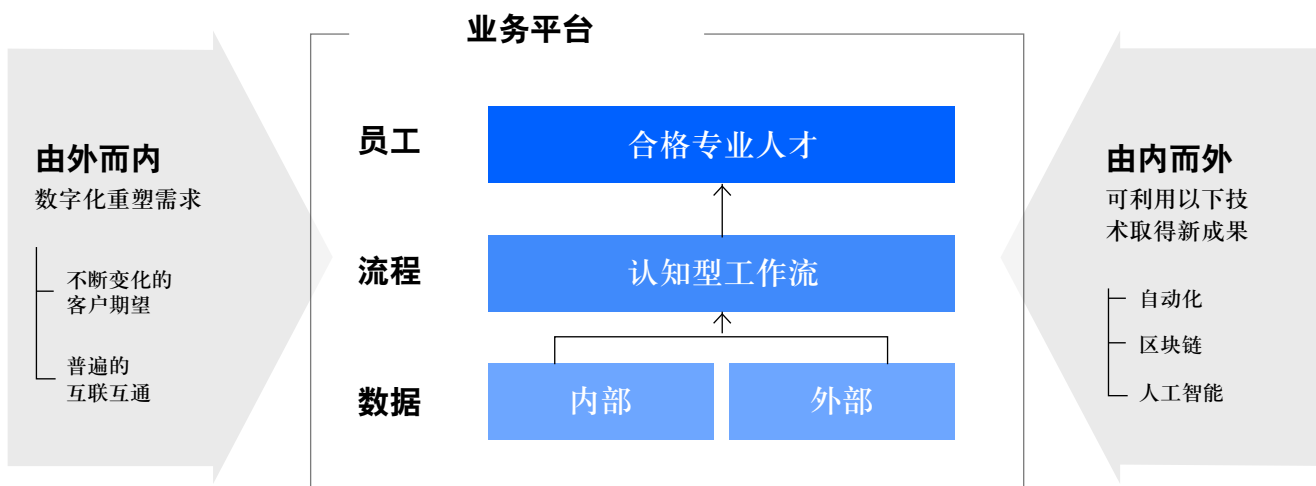 业务平台
由外而内
数字化重塑需求
不断变化的
客户期望
普遍的
互联互通
员工
合格专业人才
流程
认知型工作流
数据
内部
外部
由内而外
可利用以下技
术取得新成果
自动化
区块链
人工智能